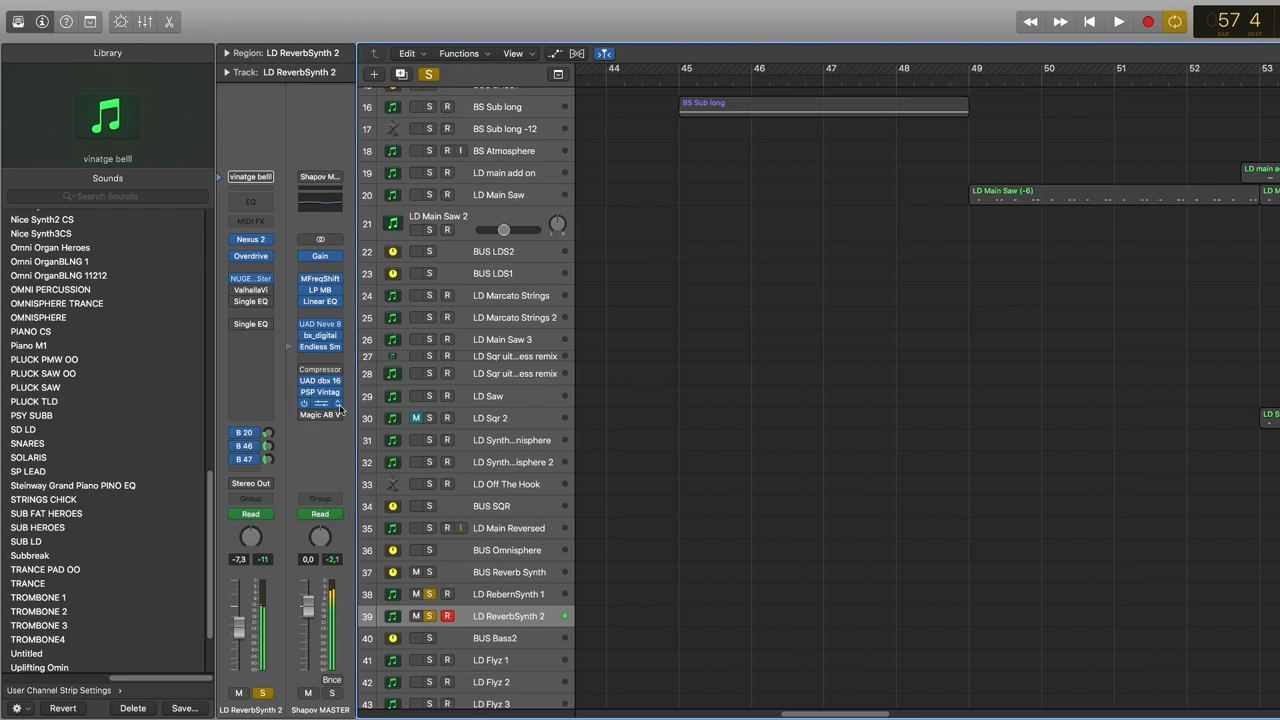 57 4
BAR BEAT
Library
vinatge belll
Sounds
Search Sounds
Nice Synth2 CS
Nice Synth3CS
Omni Organ Heroes
Omni OrganBLNG 1
Omni OrganBLNG 11212
OMNI PERCUSSION
OMNISPHERE TRANCE
OMNISPHERE
PIANO CS
Piano M1
PLUCK PMW OO
PLUCK SAW OO
PLUCK SAW
PLUCK TLD
PSY SUBB
SD LD
SNARES
SOLARIS
SP LEAD
Steinway Grand Piano PINO EQ
STRINGS CHICK
SUB FAT HEROES
SUB HEROES
SUB LD
Subbreak
TRANCE PAD OO
TRANCE
TROMBONE 1
TROMBONE 2
TROMBONE 3
TROMBONE4
Untitled
Uplifting Omin
User Channel Strip Settings
Revert Delete Save...
Region: LD ReverbSynth 2
Track: LD ReverbSynth 2
vinatge belll
EQ
MIDI FX
Nexus 2
Overdrive
NUGE...Ster
ValhallaVi
Single EQ
Single EQ
B 20
B 46
B 47
Stereo Out
Group
Read
-7,3 -11
M S
LD ReverbSynth 2
Shapov M...
Gain
MFreqShift
LP MB
Linear EQ
UAD Neve 8
bx_digital
Endless Sm
Compressor
UAD dbx 16
PSP Vintag
Magic AB V
Group
Read
0,0 -2,1
Bnce
M S
Shapov MASTER
Edit Functions View
S
44 45 46 47 48 49 50 51 52 53
16 S R BS Sub long
17 S R BS Sub long -12
18 S R I BS Atmosphere
19 S R LD main add on
20 S R LD Main Saw
21 LD Main Saw 2
S R L R
22 S BUS LDS2
23 S BUS LDS1
24 S R LD Marcato Strings
25 S R LD Marcato Strings 2
26 S R LD Main Saw 3
27 S R LD Sqr uit...ess remix
28 S R LD Sqr uit...ess remix
29 S R LD Saw
30 M S R LD Sqr 2
31 S R LD Synth...nisphere
32 S R LD Synth...isphere 2
33 S R LD Off The Hook
34 S BUS SQR
35 S R I LD Main Reversed
36 S BUS Omnisphere
37 M S BUS Reverb Synth
38 M S R LD RebernSynth 1
39 M S R LD ReverbSynth 2
40 S BUS Bass2
41 S R LD Flyz 1
42 S R LD Flyz 2
43 S R LD Flyz 3
BS Sub long
LD main a
LD Main Saw (-6)
LD M
LD S